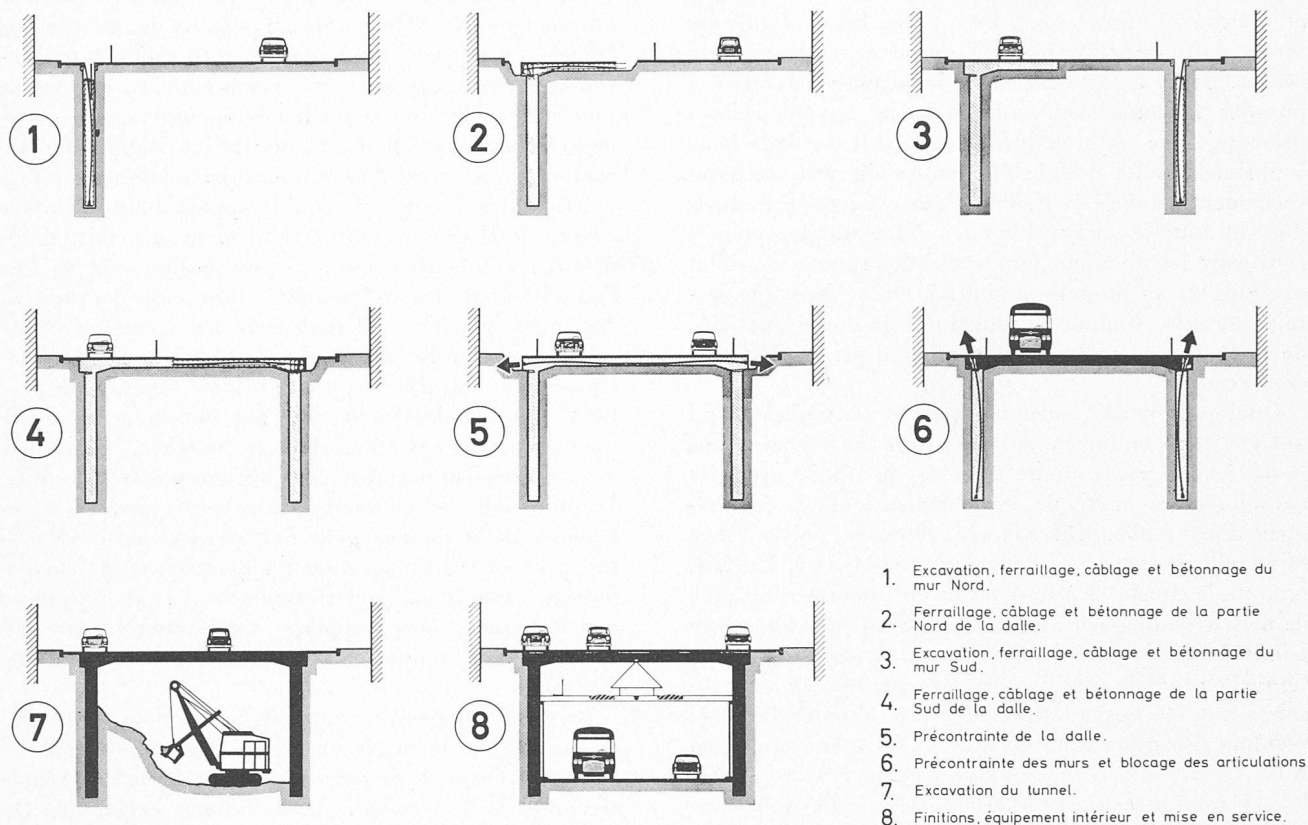 1
2
3
4
5
6
7
8
1. Excavation, ferraillage, câblage et bétonnage du
mur Nord.
2. Ferraillage, câblage et bétonnage de la partie
Nord de la dalle.
3. Excavation, ferraillage, câblage et bétonnage du
mur Sud.
4. Ferraillage, câblage et bétonnage de la partie
Sud de la dalle.
5. Précontrainte de la dalle.
6. Précontrainte des murs et blocage des articulations
7. Excavation du tunnel.
8. Finitions, équipement intérieur et mise en service.